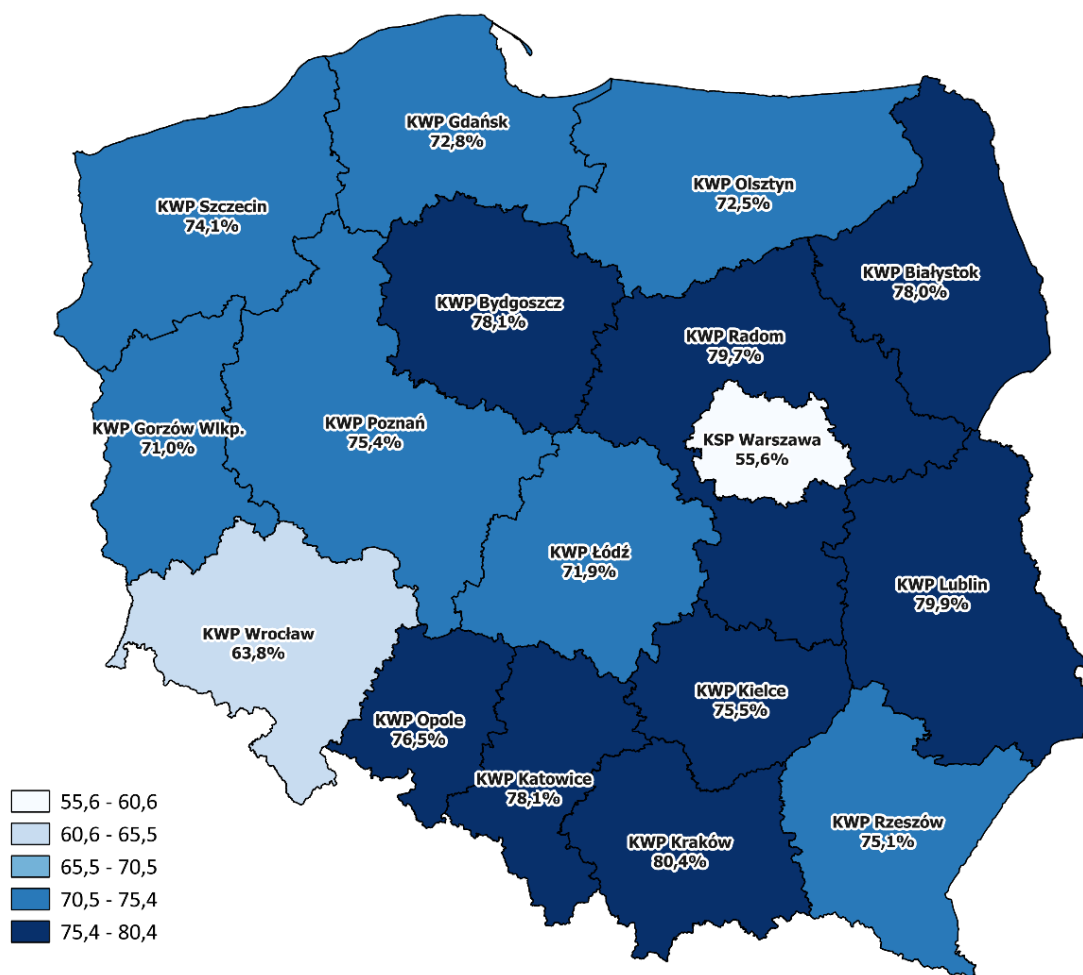 KWP Gdańsk
72,8%
KWP Olsztyn
72,5%
KWP Szczecin
74,1%
KWP Białystok
78,0%
KWP Bydgoszcz
78,1%
KWP Radom
79,7%
KWP Gorzów Wlkp.
71,0%
KWP Poznań
75,4%
KSP Warszawa
55,6%
KWP Łódź
71,9%
KWP Lublin
79,9%
KWP Wrocław
63,8%
KWP Kielce
75,5%
KWP Opole
76,5%
KWP Katowice
78,1%
KWP Kraków
80,4%
KWP Rzeszów
75,1%
55,6 - 60,6
60,6 - 65,5
65,5 - 70,5
70,5 - 75,4
75,4 - 80,4